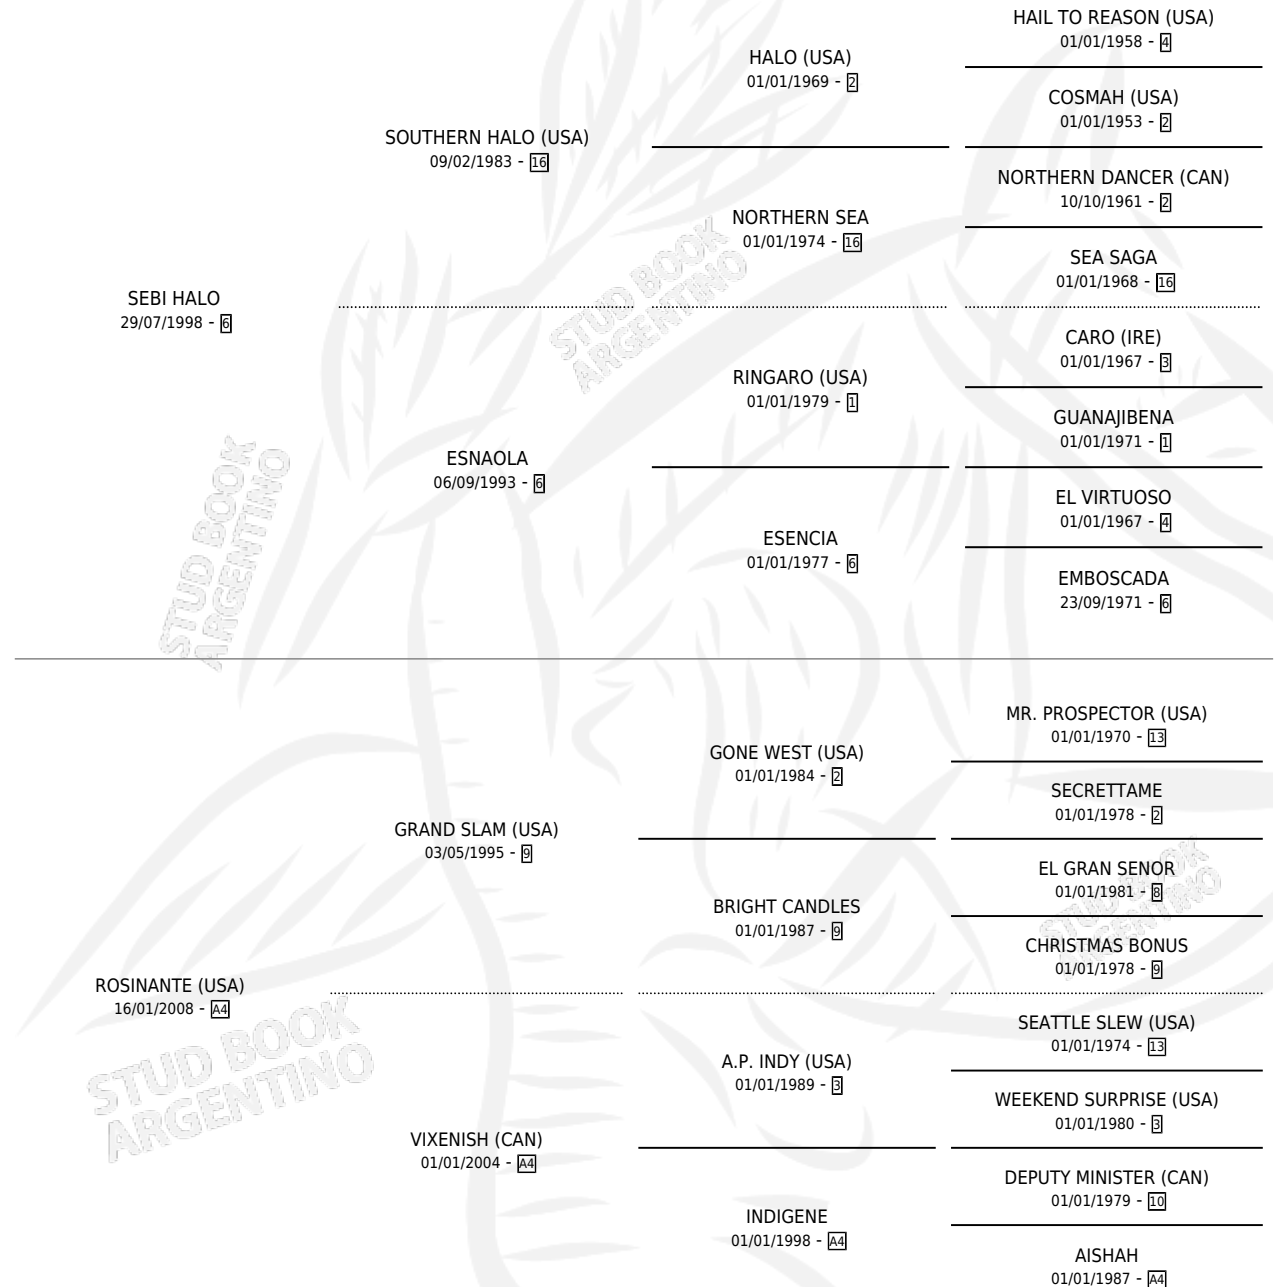 HAIL TO REASON (USA)
01/01/1958 - 4
HALO (USA)
01/01/1969 - 2
COSMAH (USA)
01/01/1953 - 2
SOUTHERN HALO (USA)
09/02/1983 - 16
NORTHERN DANCER (CAN)
10/10/1961 - 2
NORTHERN SEA
01/01/1974 - 16
SEA SAGA
01/01/1968 - 16
SEBI HALO
29/07/1998 - 6
STUD BOOK
ARGENTINO
CARO (IRE)
01/01/1967 - 3
RINGARO (USA)
01/01/1979 - 1
GUANAJIBENA
01/01/1971 - 1
ESNAOLA
06/09/1993 - 6
EL VIRTUOSO
01/01/1967 - 4
ESENCIA
01/01/1977 - 6
EMBOSCADA
23/09/1971 - 6
STUD BOOK
ARGENTINO
MR. PROSPECTOR (USA)
01/01/1970 - 13
GONE WEST (USA)
01/01/1984 - 2
SECRETTAME
01/01/1978 - 2
GRAND SLAM (USA)
03/05/1995 - 9
EL GRAN SENOR
01/01/1981 - 8
BRIGHT CANDLES
01/01/1987 - 9
STUD BOOK
ARGENTINO
CHRISTMAS BONUS
01/01/1978 - 9
ROSINANTE (USA)
16/01/2008 - A4
STUD BOOK
ARGENTINO
SEATTLE SLEW (USA)
01/01/1974 - 13
A.P. INDY (USA)
01/01/1989 - 3
WEEKEND SURPRISE (USA)
01/01/1980 - 3
VIXENISH (CAN)
01/01/2004 - A4
DEPUTY MINISTER (CAN)
01/01/1979 - 10
INDIGENE
01/01/1998 - A4
AISHAH
01/01/1987 - A4